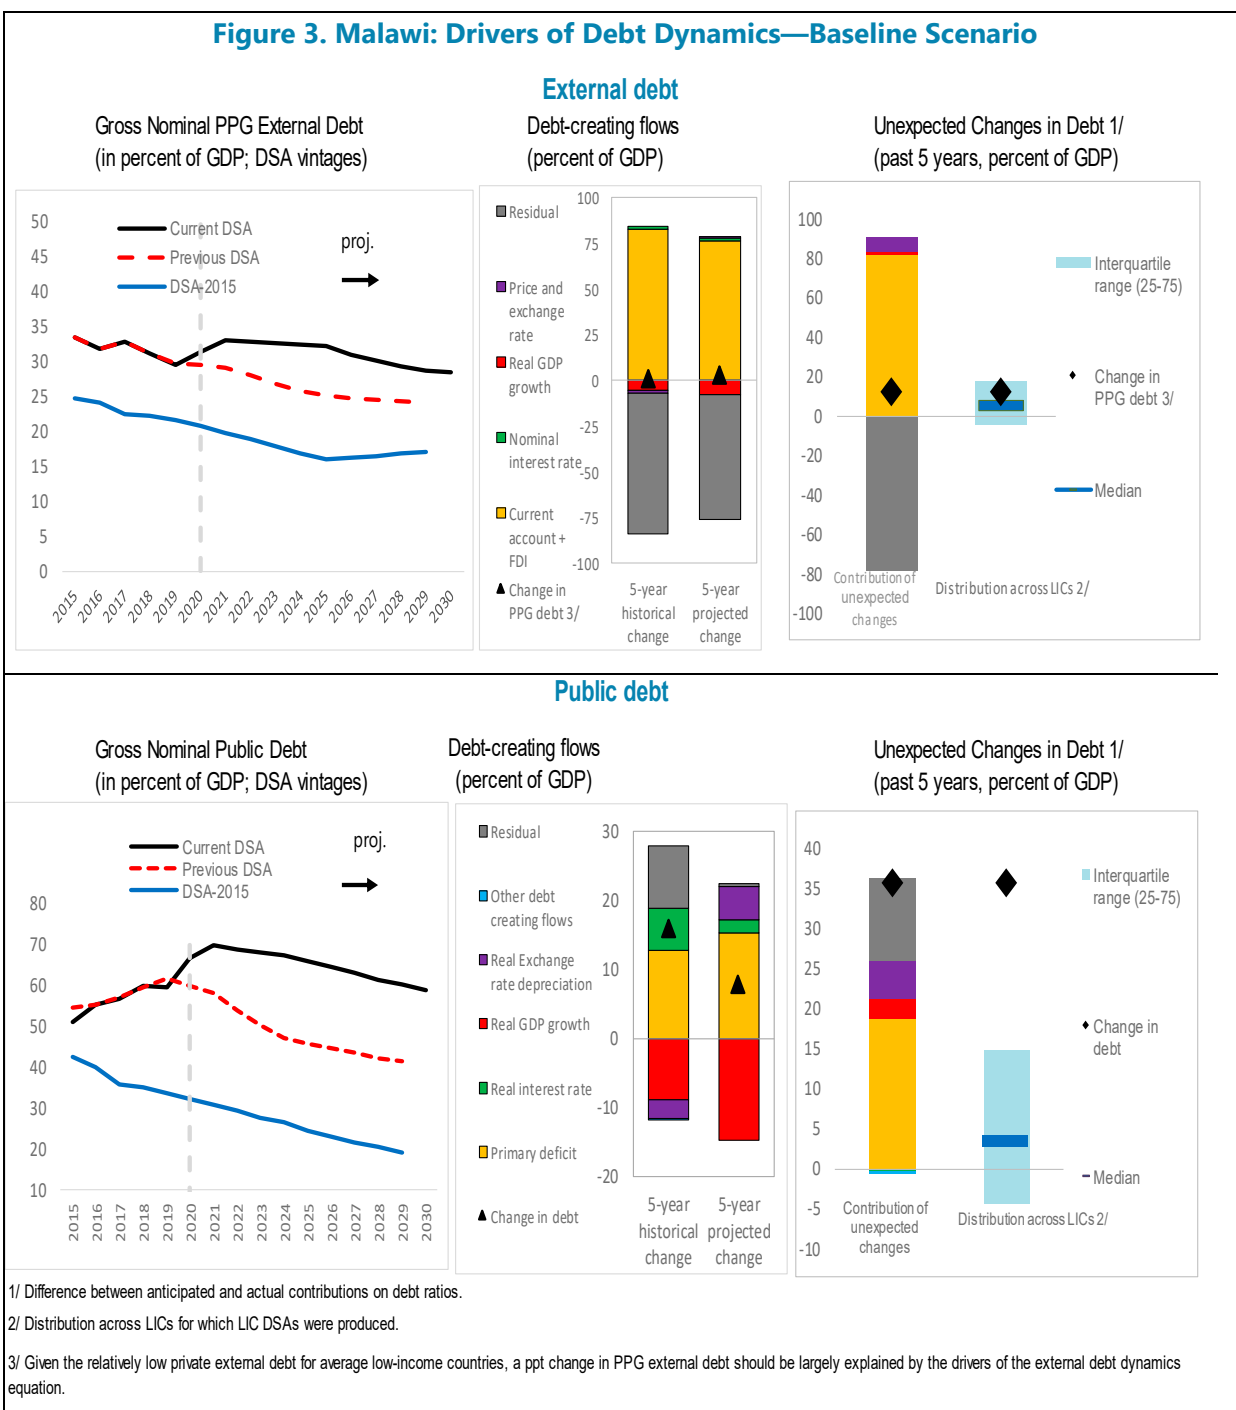 Figure 3. Malawi: Drivers of Debt Dynamics—Baseline Scenario
External debt
Gross Nominal PPG External Debt
(in percent of GDP; DSA vintages)
50
45
40
35
30
25
20
15
10
5
0
Current DSA
Previous DSA
DSA-2015
proj.
2015
2016
2017
2018
2019
2020
2021
2022
2023
2024
2025
2026
2027
2028
2029
2030
Debt-creating flows
(percent of GDP)
Residual
Price and
exchange
rate
Real GDP
growth
Nominal
interest rate
Current
account +
FDI
Change in
PPG debt 3/
100
75
50
25
0
-25
-50
-75
-100
5-year
historical
change
5-year
projected
change
Unexpected Changes in Debt 1/
(past 5 years, percent of GDP)
100
80
60
40
20
0
-20
-40
-60
-80
-100
Contribution of
unexpected
changes
Distribution across LICs 2/
Interquartile
range (25-75)
Change in
PPG debt 3/
Median
Public debt
Gross Nominal Public Debt
(in percent of GDP; DSA vintages)
Current DSA
Previous DSA
DSA-2015
proj.
80
70
60
50
40
30
20
10
2015
2016
2017
2018
2019
2020
2021
2022
2023
2024
2025
2026
2027
2028
2029
2030
Debt-creating flows
(percent of GDP)
Residual
Other debt
creating flows
Real Exchange
rate depreciation
Real GDP growth
Real interest rate
Primary deficit
Change in debt
30
20
10
0
-10
-20
5-year
historical
change
5-year
projected
change
Unexpected Changes in Debt 1/
(past 5 years, percent of GDP)
40
35
30
25
20
15
10
5
0
-5
-10
Contribution of
unexpected
changes
Distribution across LICs 2/
Interquartile
range (25-75)
Change in
debt
Median
1/ Difference between anticipated and actual contributions on debt ratios.
2/ Distribution across LICs for which LIC DSAs were produced.
3/ Given the relatively low private external debt for average low-income countries, a ppt change in PPG external debt should be largely explained by the drivers of the external debt dynamics
equation.